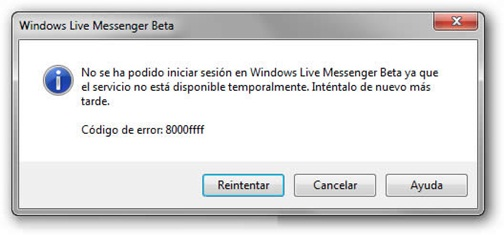 Windows Live Messenger Beta
No se ha podido iniciar sesión en Windows Live Messenger Beta ya que
el servicio no está disponible temporalmente. Inténtalo de nuevo más
tarde.
Código de error: 8000ffff
Reintentar
Cancelar
Ayuda